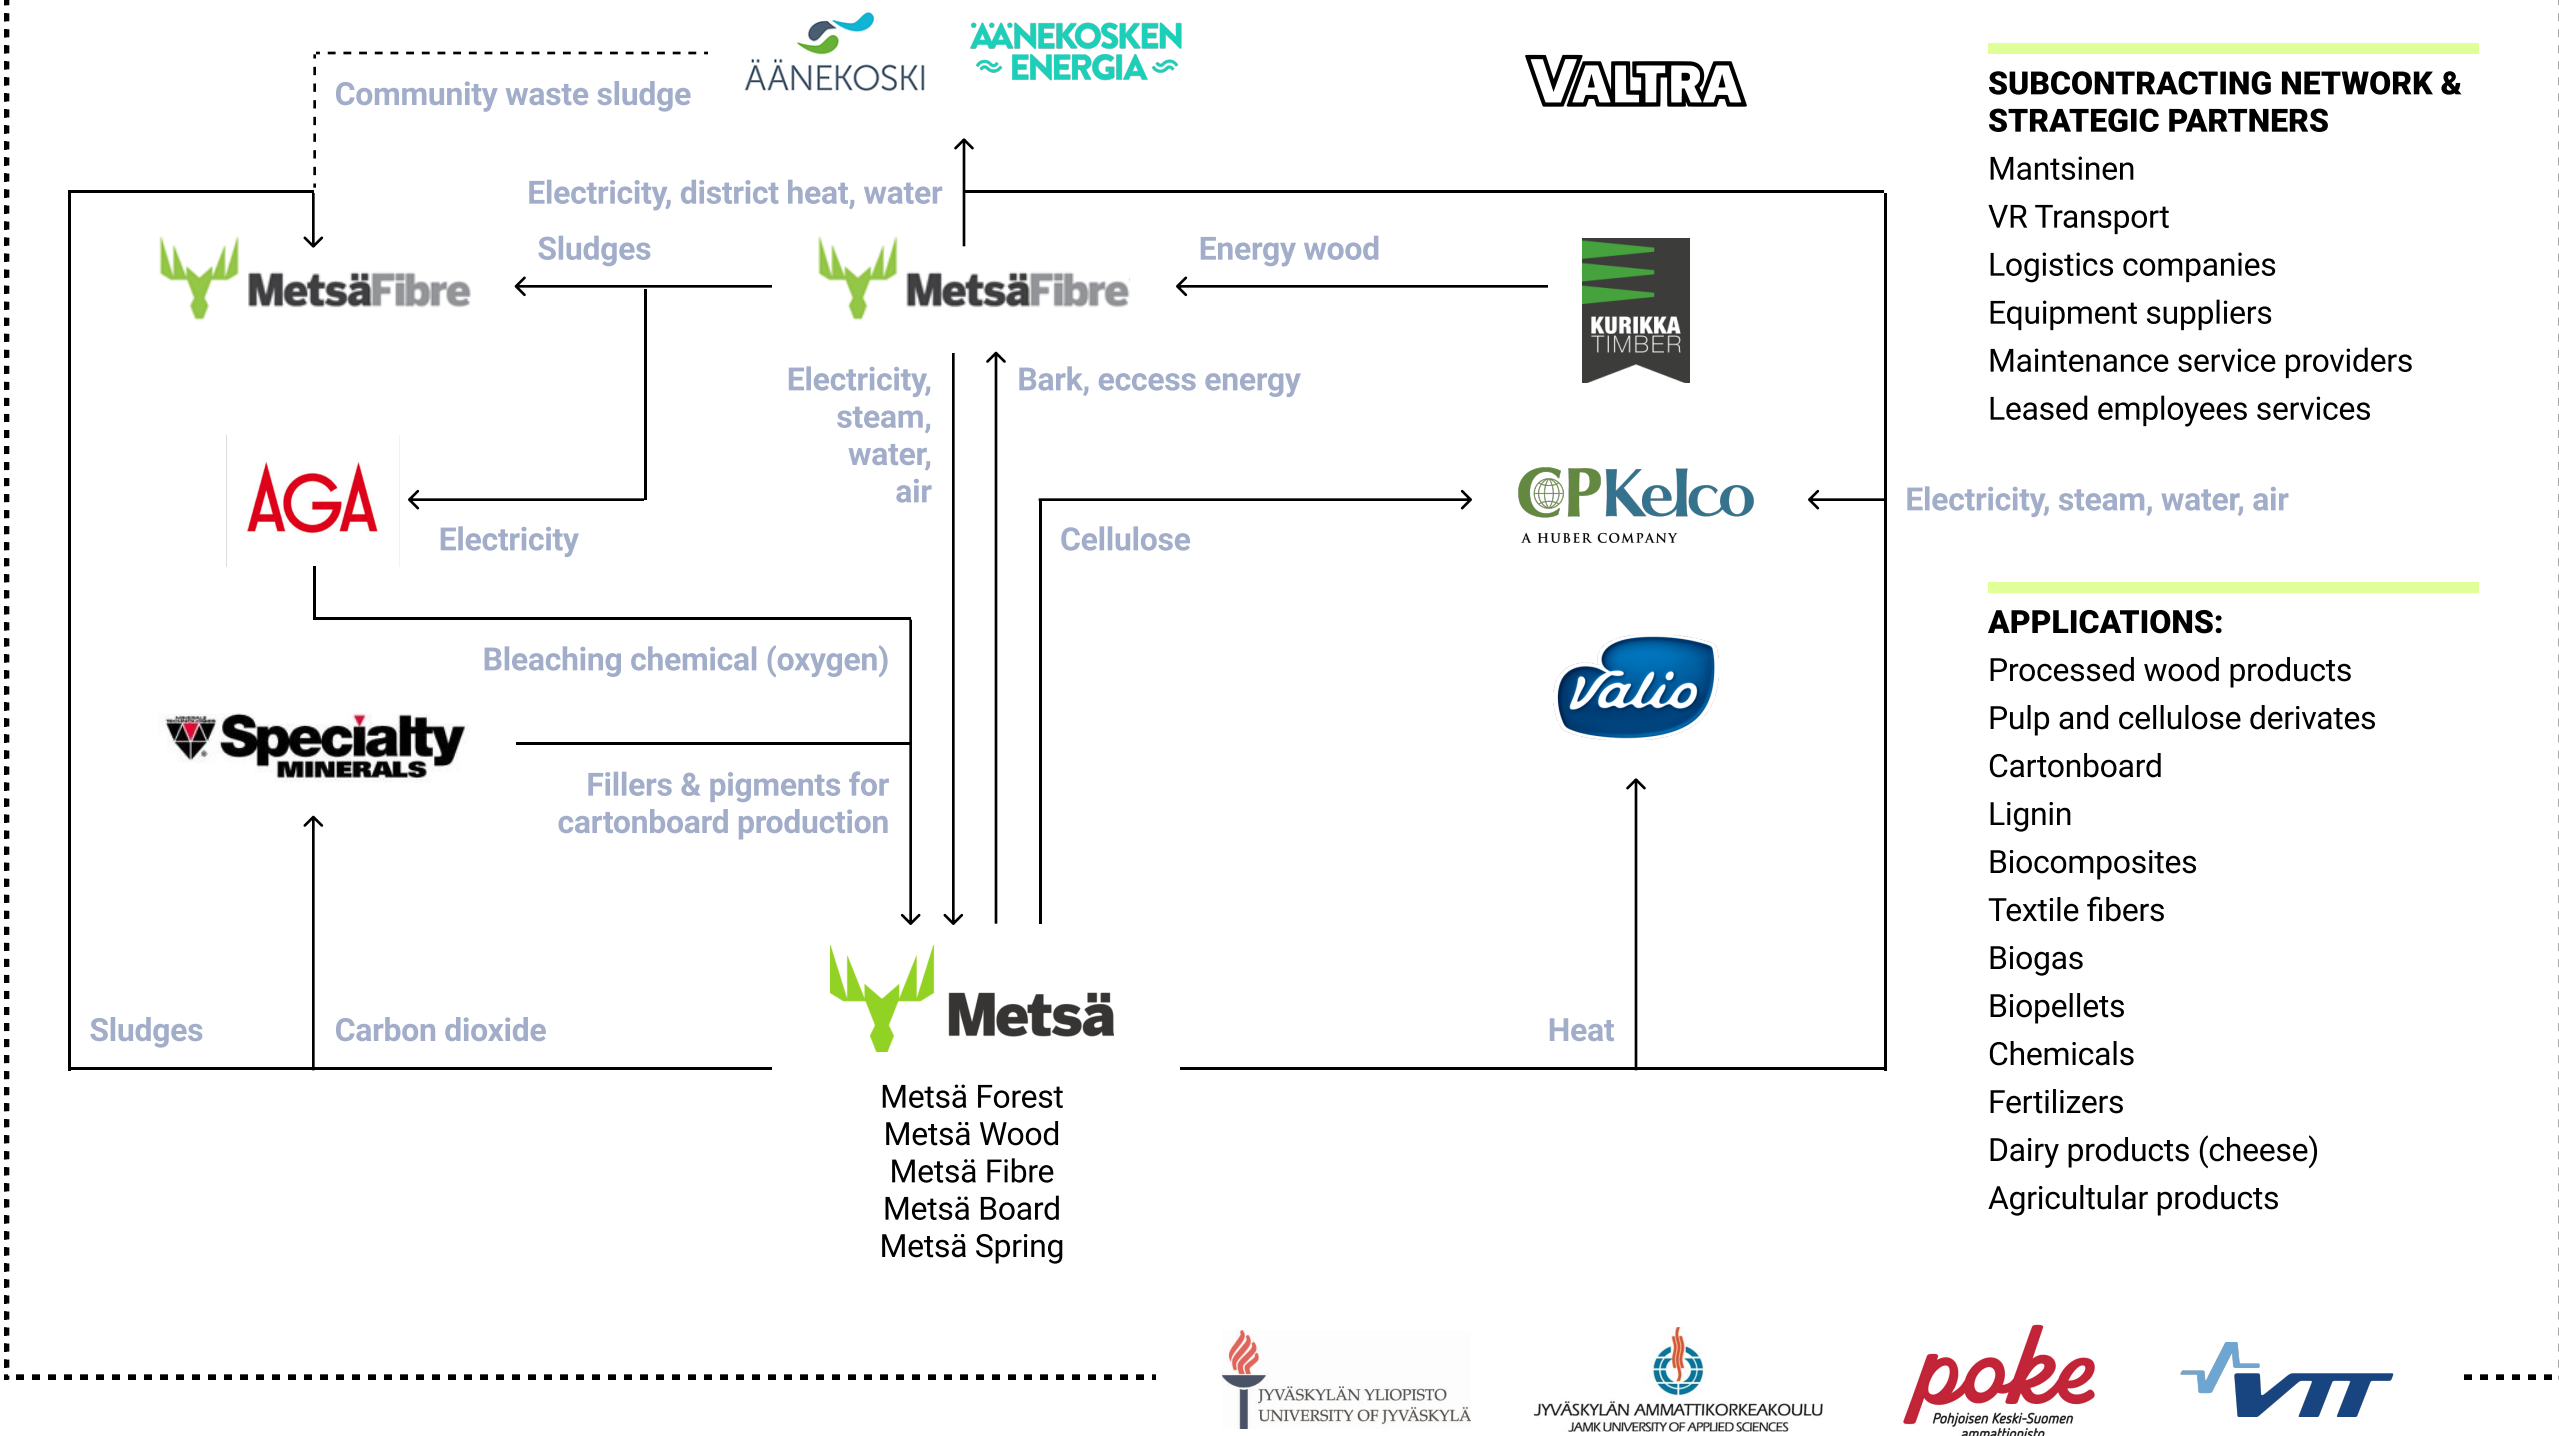 ÄÄNEKOSKI
ÄÄNEKOSKEN
ENERGIA
VALTRA
Community waste sludge
Electricity, district heat, water
Sludges
MetsäFibre
MetsäFibre
Energy wood
KURIKKA
TIMBER
Electricity,
steam,
water,
air
Bark, eccess energy
AGA
Electricity
Cellulose
CPKelco
A HUBER COMPANY
Electricity, steam, water, air
Bleaching chemical (oxygen)
Specialty
MINERALS
Fillers & pigments for
cartonboard production
Valio
Sludges
Carbon dioxide
Metsä
Heat
Metsä Forest
Metsä Wood
Metsä Fibre
Metsä Board
Metsä Spring
SUBCONTRACTING NETWORK &
STRATEGIC PARTNERS
Mantsinen
VR Transport
Logistics companies
Equipment suppliers
Maintenance service providers
Leased employees services
APPLICATIONS:
Processed wood products
Pulp and cellulose derivates
Cartonboard
Lignin
Biocomposites
Textile fibers
Biogas
Biopellets
Chemicals
Fertilizers
Dairy products (cheese)
Agricultular products
JYVÄSKYLÄN YLIOPISTO
UNIVERSITY OF JYVÄSKYLÄ
JYVÄSKYLÄN AMMATTIKORKEAKOULU
JAMK UNIVERSITY OF APPLIED SCIENCES
poke
Pohjoisen Keski-Suomen
ammattiopisto
VTT